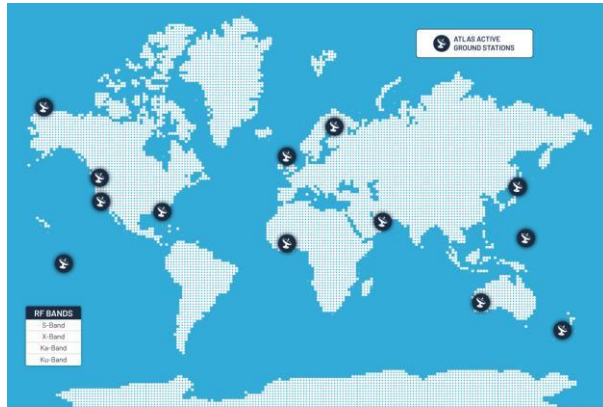 ATLAS ACTIVE
GROUND STATIONS
RF BANDS
S-Band
X-Band
Ka-Band
Ku-Band